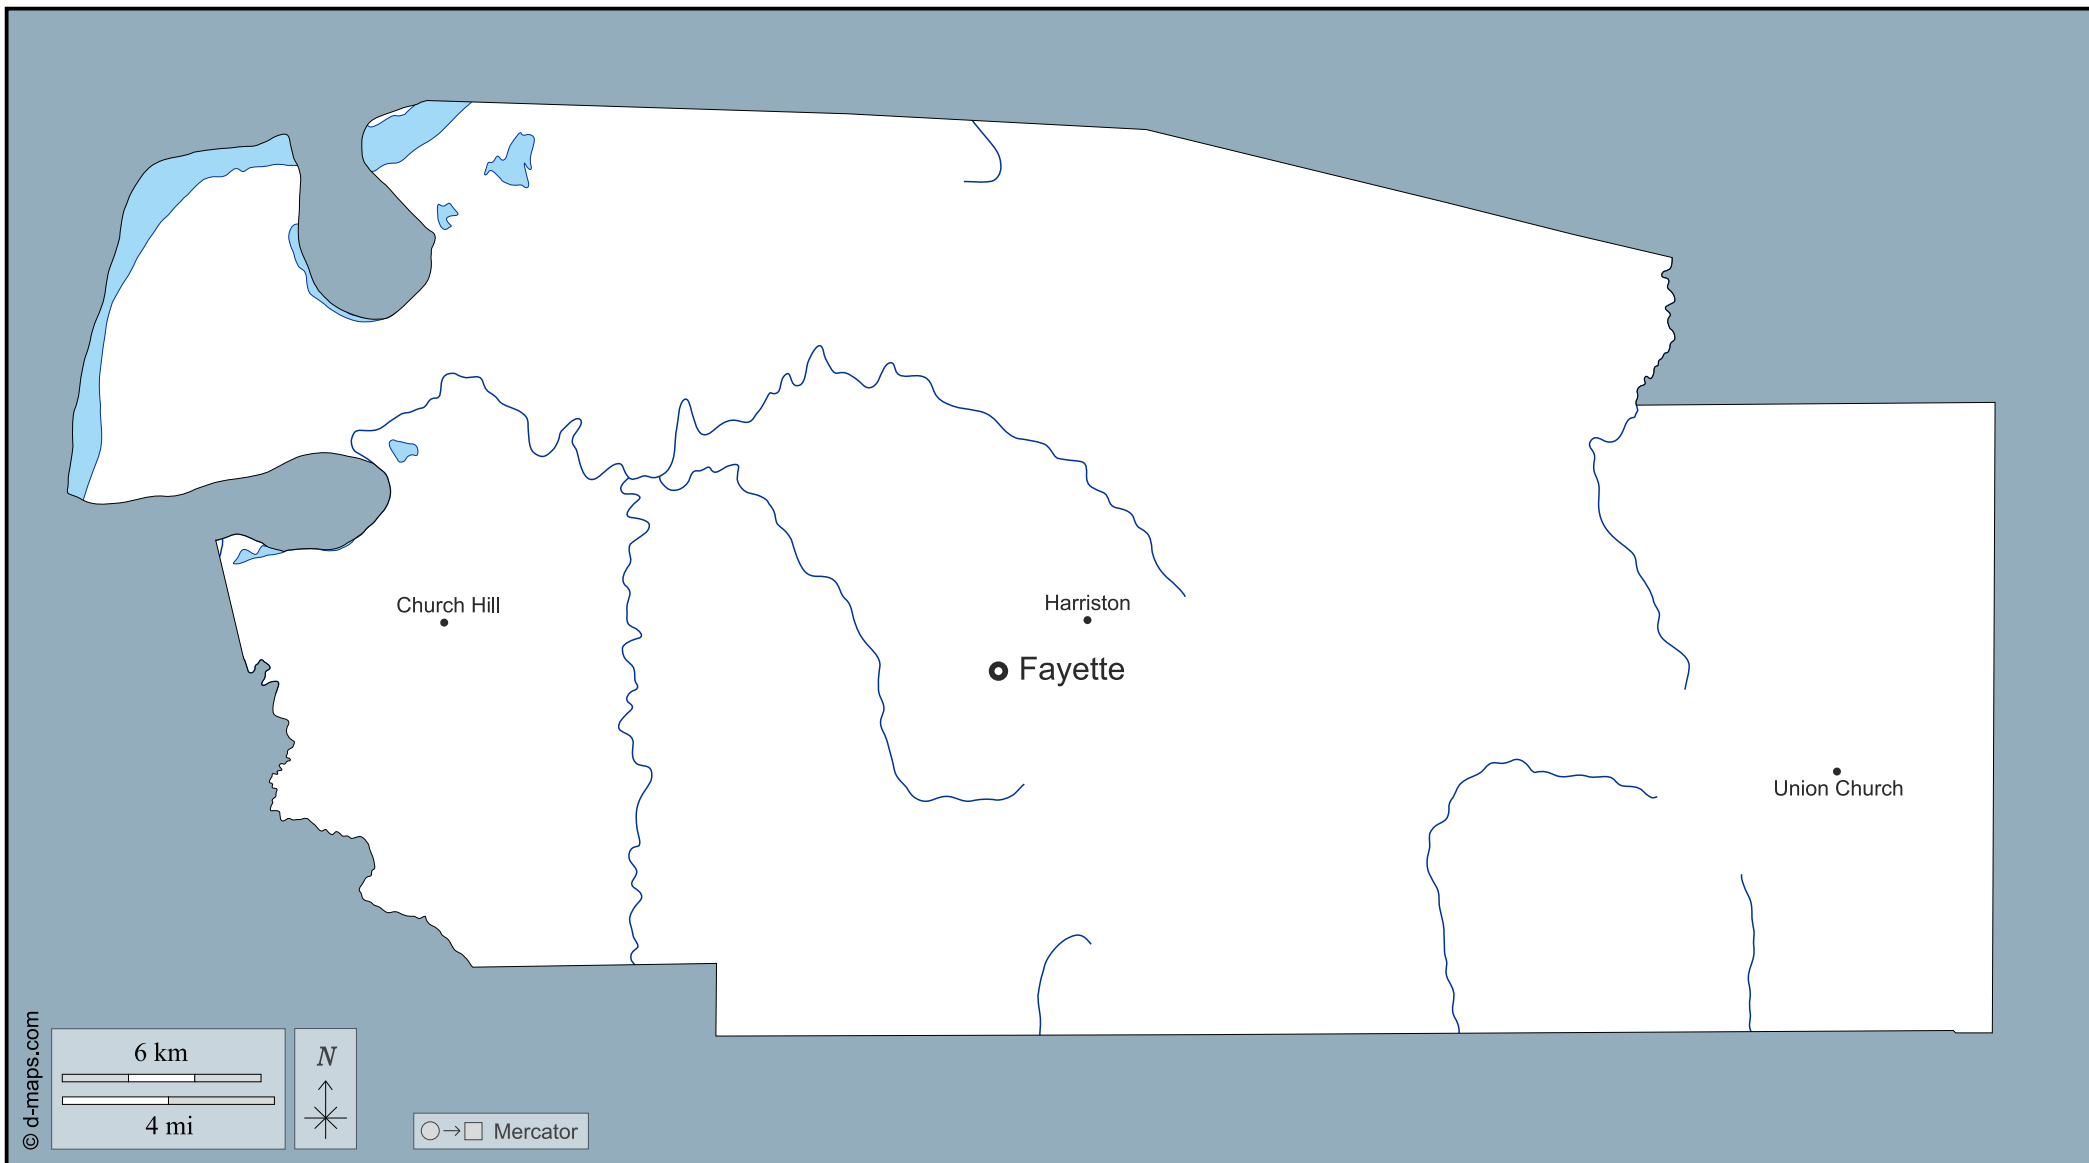 Church Hill
Harriston
Fayette
Union Church
© d-maps.com
6 km
4 mi
N
Mercator